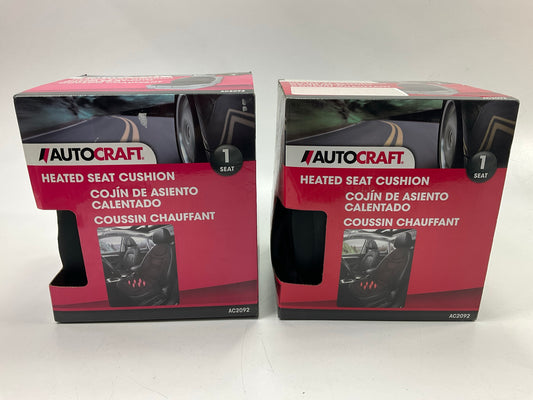 AUTOCRAFT
1
SEAT
HEATED SEAT CUSHION
COJÍN DE ASIENTO
CALENTADO
COUSSIN CHAUFFANT
AC2092
AUTOCRAFT
1
SEAT
HEATED SEAT CUSHION
COJÍN DE ASIENTO
CALENTADO
COUSSIN CHAUFFANT
AC2092